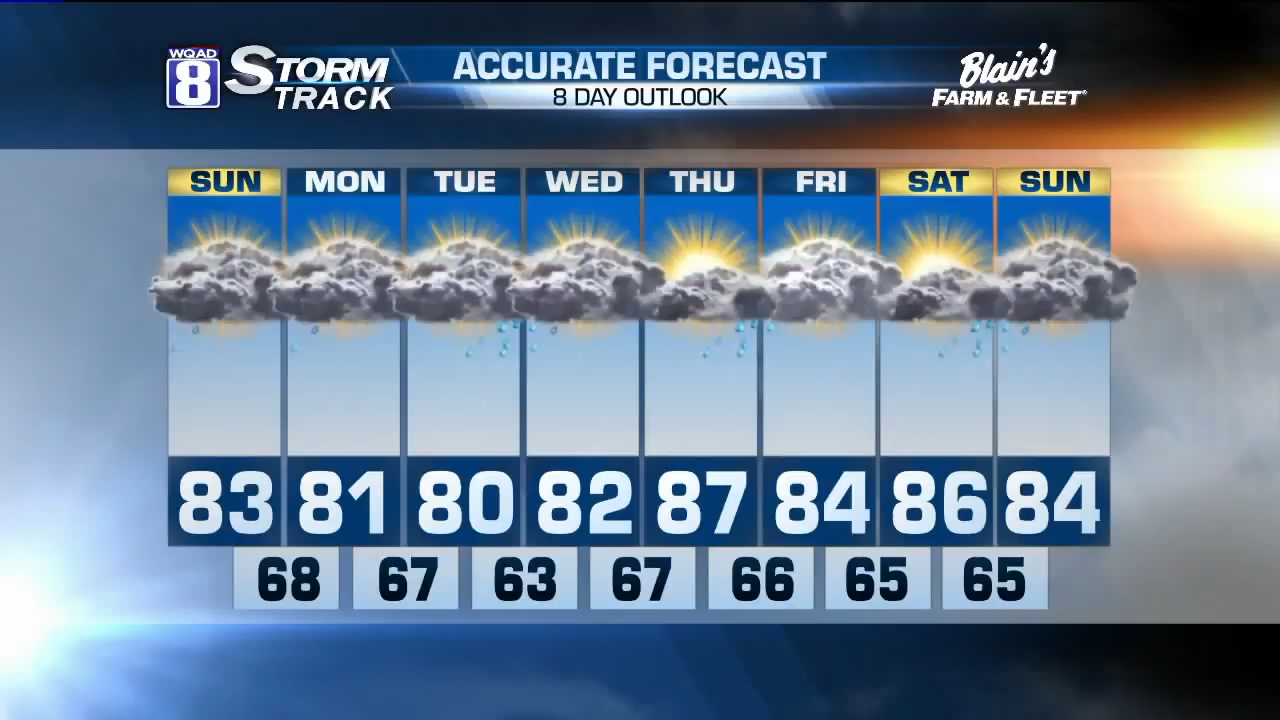 WQAD
8
STORM
TRACK
ACCURATE FORECAST
8 DAY OUTLOOK
Blain's
FARM & FLEET
SUN MON TUE WED THU FRI SAT SUN
83 81 80 82 87 84 86 84
68 67 63 67 66 65 65